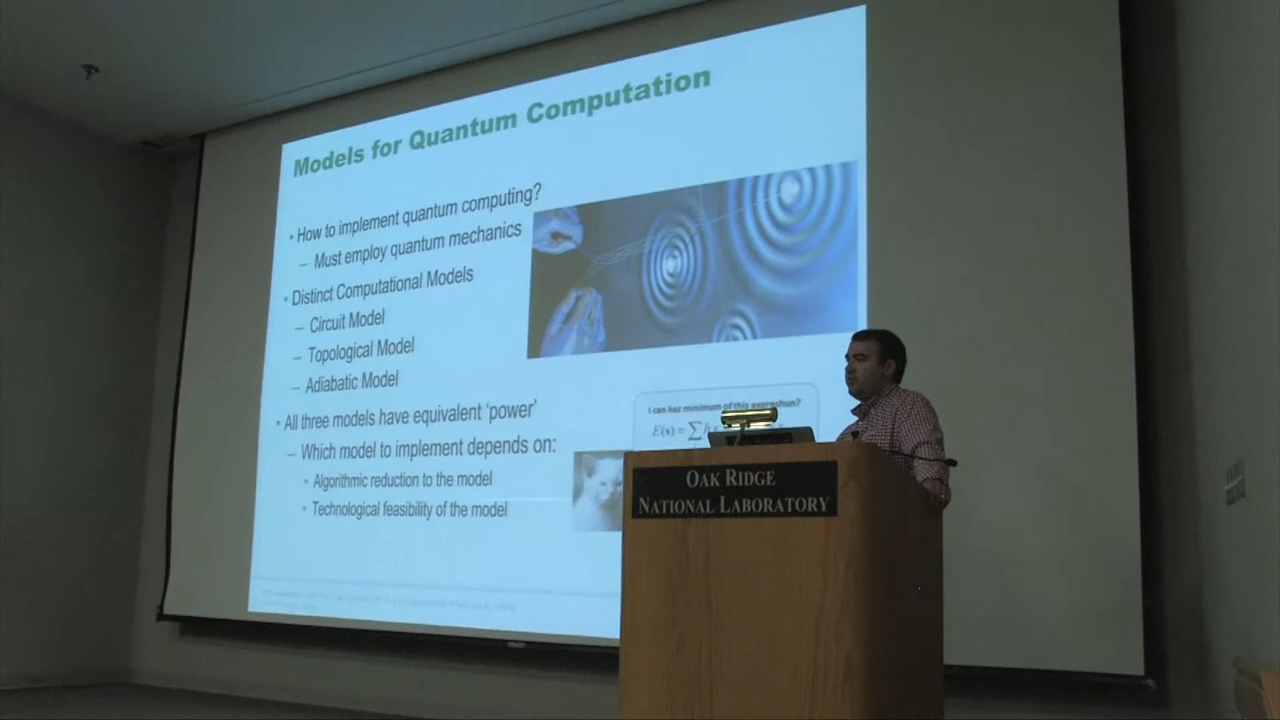 Models for Quantum Computation
• How to implement quantum computing?
– Must employ quantum mechanics
• Distinct Computational Models
– Circuit Model
– Topological Model
– Adiabatic Model
• All three models have equivalent ‘power’
– Which model to implement depends on:
• Algorithmic reduction to the model
• Technological feasibility of the model
I can haz minimum of this expreshun?
E(s) = ∑
OAK RIDGE
NATIONAL LABORATORY